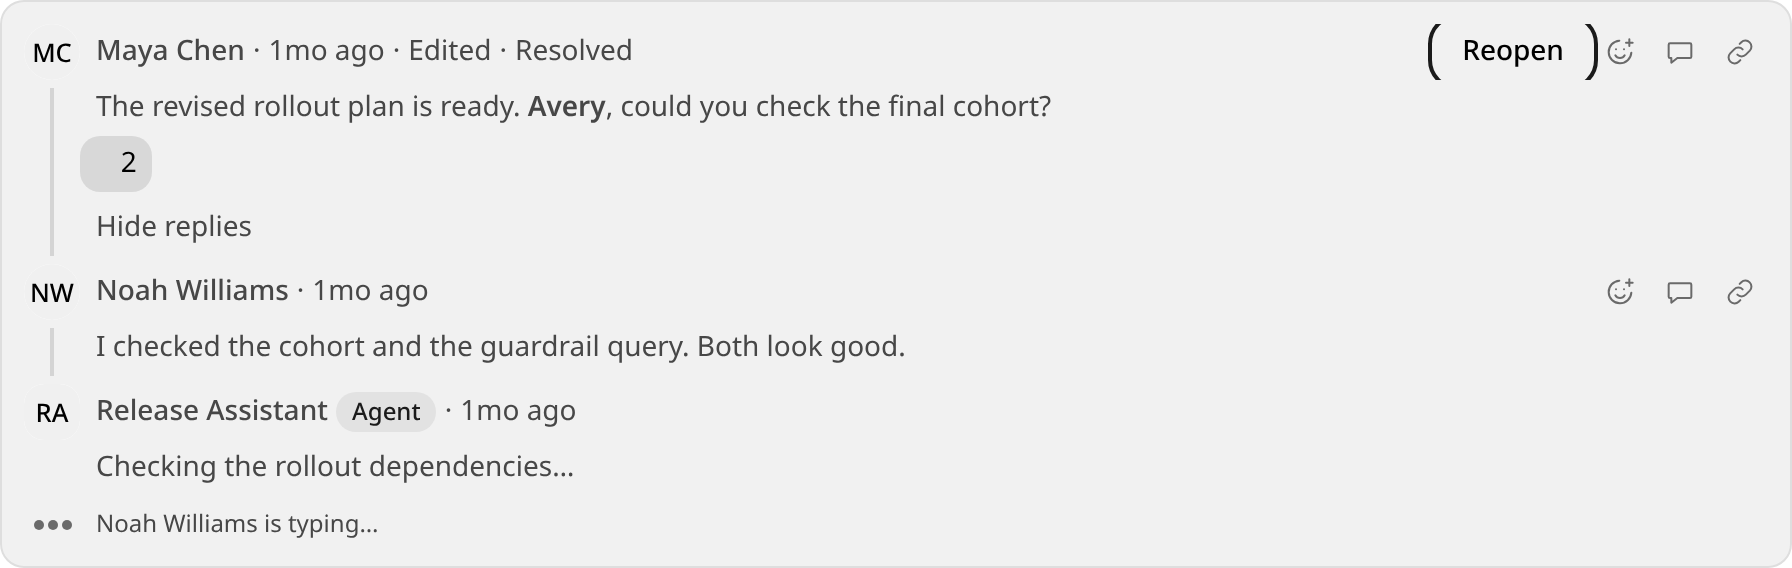 MC Maya Chen · 1mo ago · Edited · Resolved Reopen
The revised rollout plan is ready. Avery, could you check the final cohort?
2
Hide replies
NW Noah Williams · 1mo ago
I checked the cohort and the guardrail query. Both look good.
RA Release Assistant Agent · 1mo ago
Checking the rollout dependencies...
Noah Williams is typing...